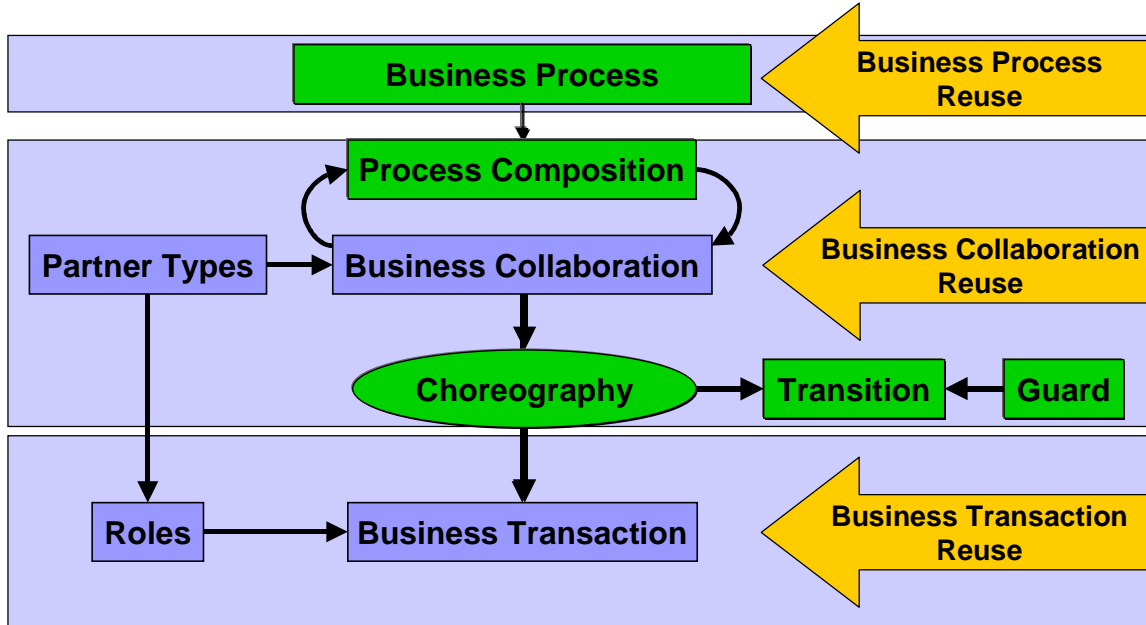 Business Process
Business Process
Reuse
Process Composition
Partner Types
Business Collaboration
Business Collaboration
Reuse
Choreography
Transition
Guard
Roles
Business Transaction
Business Transaction
Reuse